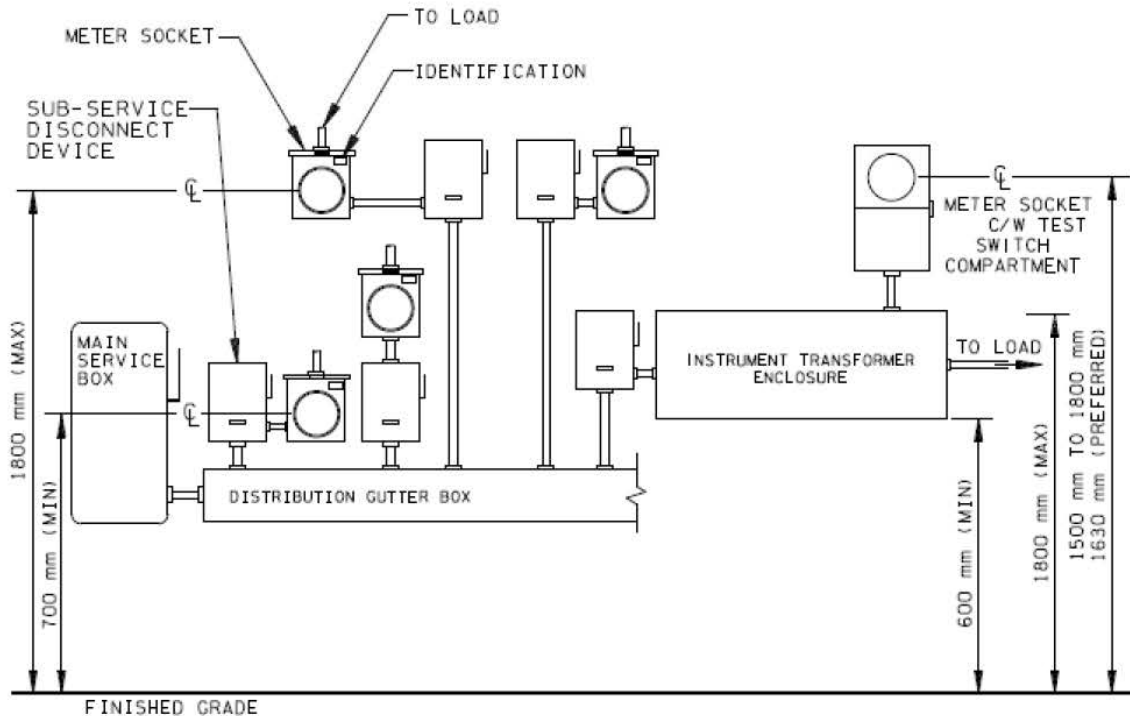 TO LOAD
METER SOCKET
IDENTIFICATION
SUB-SERVICE
DISCONNECT
DEVICE
℄
℄
METER SOCKET
C/W TEST
SWITCH
COMPARTMENT
MAIN
SERVICE
BOX
INSTRUMENT TRANSFORMER
ENCLOSURE
TO LOAD
℄
DISTRIBUTION GUTTER BOX
1800 mm (MAX)
700 mm (MIN)
600 mm (MIN)
1800 mm (MAX)
1500 mm TO 1800 mm
1630 mm (PREFERRED)
FINISHED GRADE